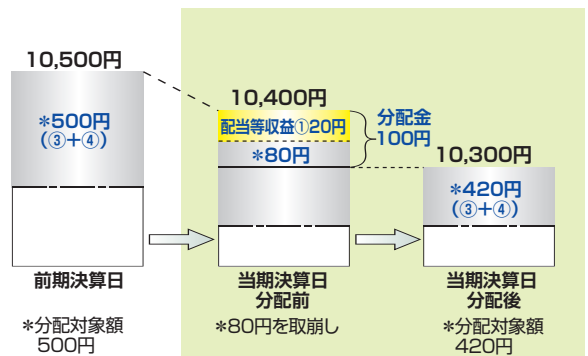 10,500円
*500円
(③+④)
前期決算日
*分配対象額
500円
10,400円
配当等収益①20円
*80円
分配金
100円
当期決算日
分配前
*80円を取崩し
10,300円
*420円
(③+④)
当期決算日
分配後
*分配対象額
420円